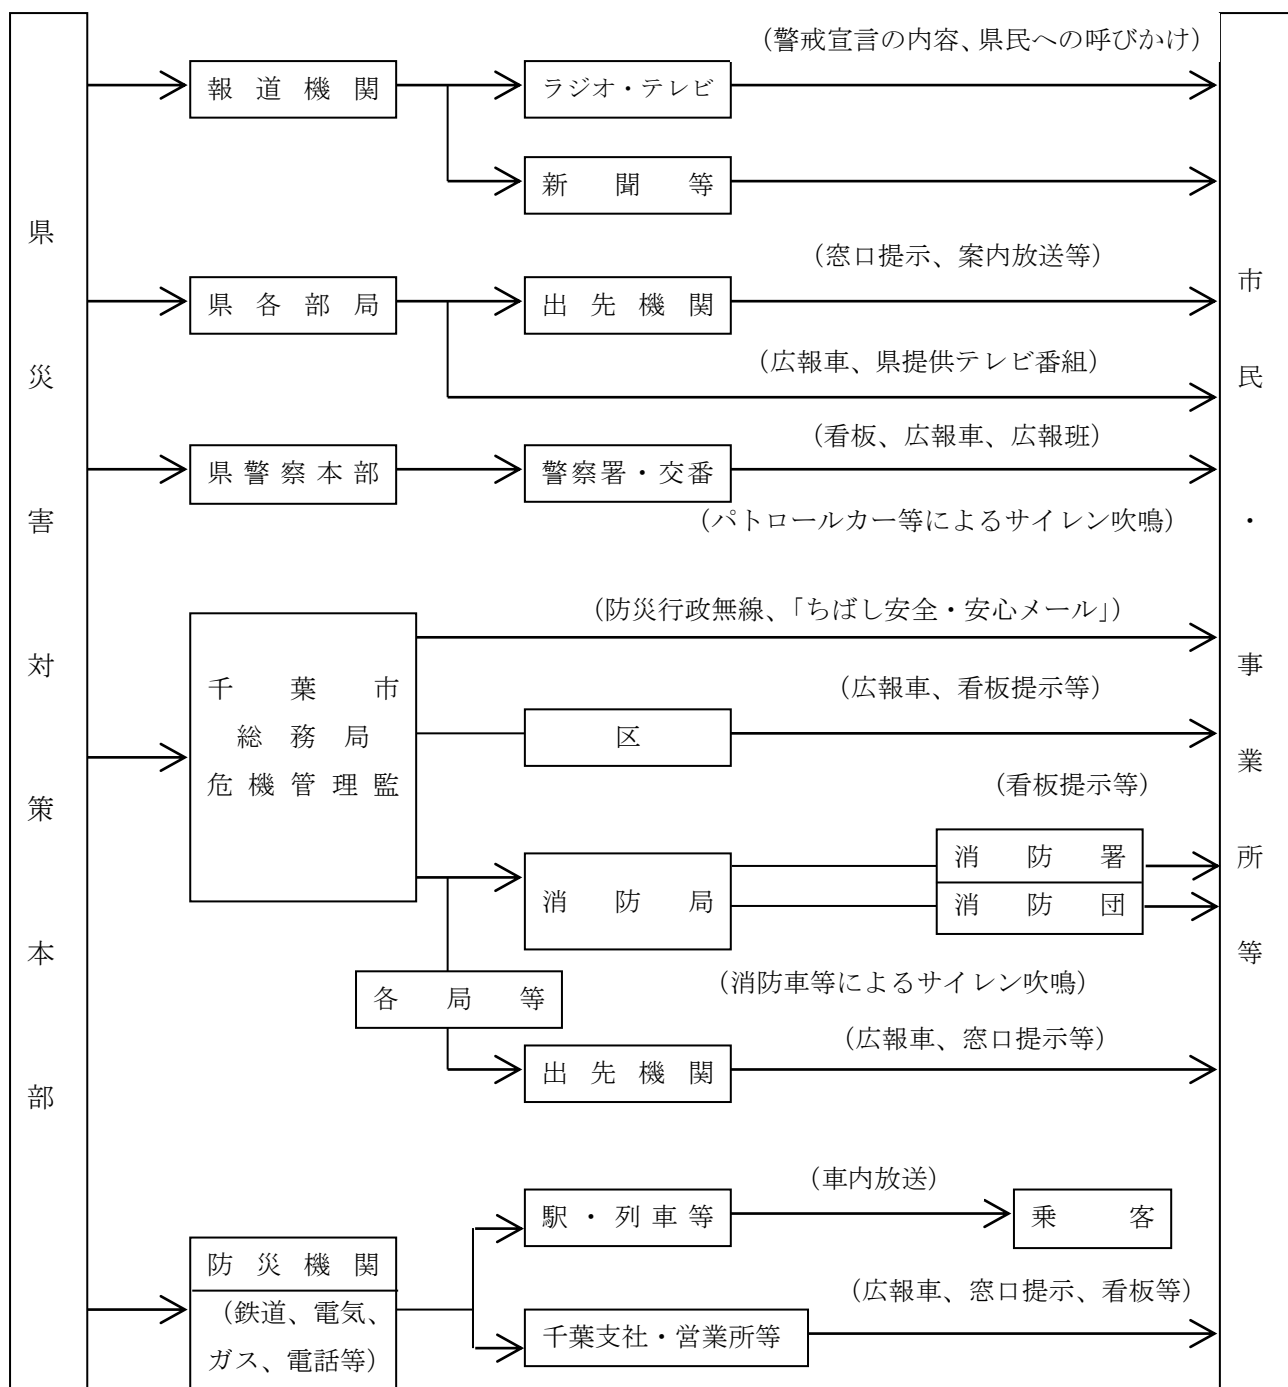 県災害対策本部
（警戒宣言の内容、県民への呼びかけ）
報道機関
ラジオ・テレビ
新聞等
（窓口提示、案内放送等）
県各部局
出先機関
（広報車、県提供テレビ番組）
（看板、広報車、広報班）
県警察本部
警察署・交番
（パトロールカー等によるサイレン吹鳴）
（防災行政無線、「ちばし安全・安心メール」）
千葉市
総務局
危機管理監
（広報車、看板提示等）
区
（看板提示等）
消防局
消防署
消防団
各局等
（消防車等によるサイレン吹鳴）
（広報車、窓口提示等）
出先機関
（車内放送）
駅・列車等
乗客
防災機関
（鉄道、電気、
ガス、電話等）
（広報車、窓口提示、看板等）
千葉支社・営業所等
市民・事業所等